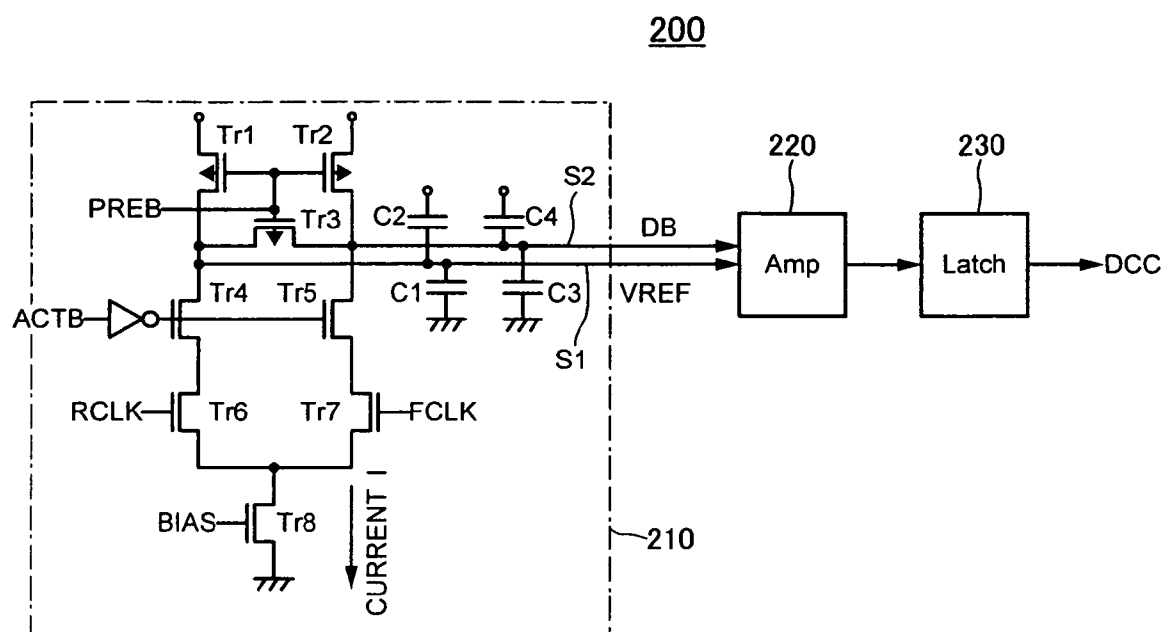 200
Tr1
Tr2
220
230
PREB
Tr3
C2
C4
S2
DB
Amp
Latch
DCC
ACTB
Tr4
Tr5
C1
C3
VREF
S1
RCLK
Tr6
Tr7
FCLK
BIAS
Tr8
CURRENT I
210